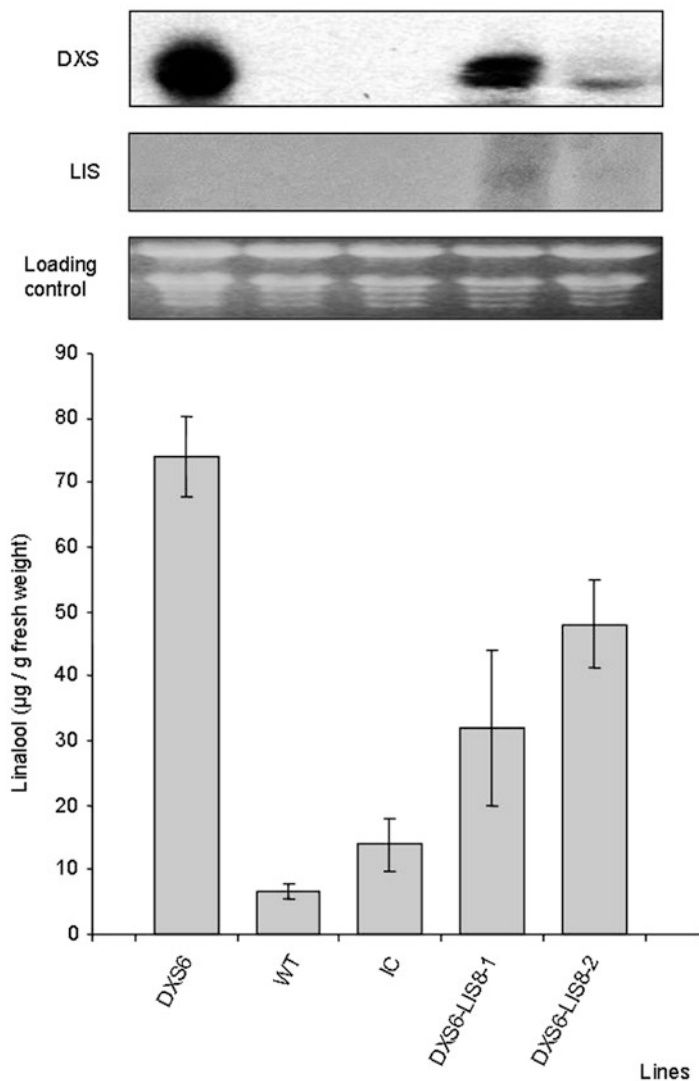 DXS
LIS
Loading
control
90
80
70
60
50
40
30
20
10
0
Linalool (µg / g fresh weight)
DXS6
WT
IC
DXS6-LIS8-1
DXS6-LIS8-2
Lines